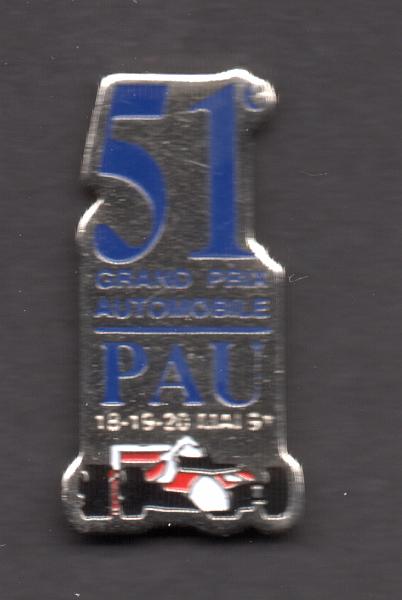 51e
GRAND PRIX
AUTOMOBILE
PAU
18-19-20 MAI 91